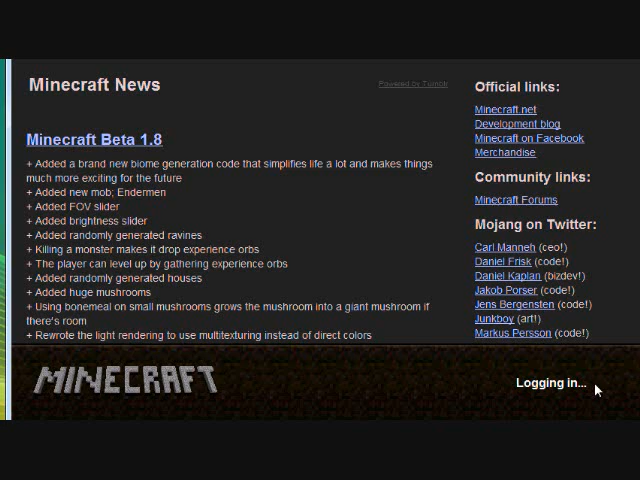 Minecraft News
Powered by Tumblr
Minecraft Beta 1.8
+ Added a brand new biome generation code that simplifies life a lot and makes things
much more exciting for the future
+ Added new mob; Endermen
+ Added FOV slider
+ Added brightness slider
+ Added randomly generated ravines
+ Killing a monster makes it drop experience orbs
+ The player can level up by gathering experience orbs
+ Added randomly generated houses
+ Added huge mushrooms
+ Using bonemeal on small mushrooms grows the mushroom into a giant mushroom if
there's room
+ Rewrote the light rendering to use multitexturing instead of direct colors
Official links:
Minecraft.net
Development blog
Minecraft on Facebook
Merchandise
Community links:
Minecraft Forums
Mojang on Twitter:
Carl Manneh (ceo!)
Daniel Frisk (code!)
Daniel Kaplan (bizdev!)
Jakob Porser (code!)
Jens Bergensten (code!)
Junkboy (art!)
Markus Persson (code!)
MINECRAFT
Logging in...